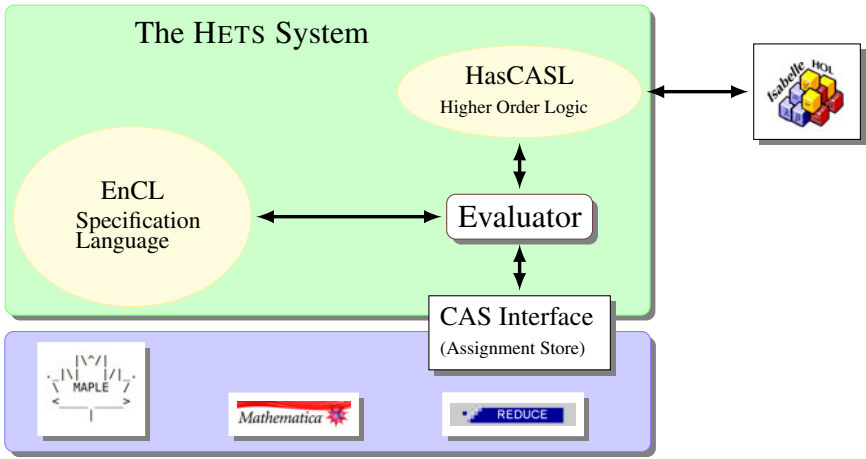 The HETS System
HasCASL
Higher Order Logic
Isabelle
HOL
EnCL
Specification
Language
Evaluator
CAS Interface
(Assignment Store)
MAPLE
Mathematica
REDUCE